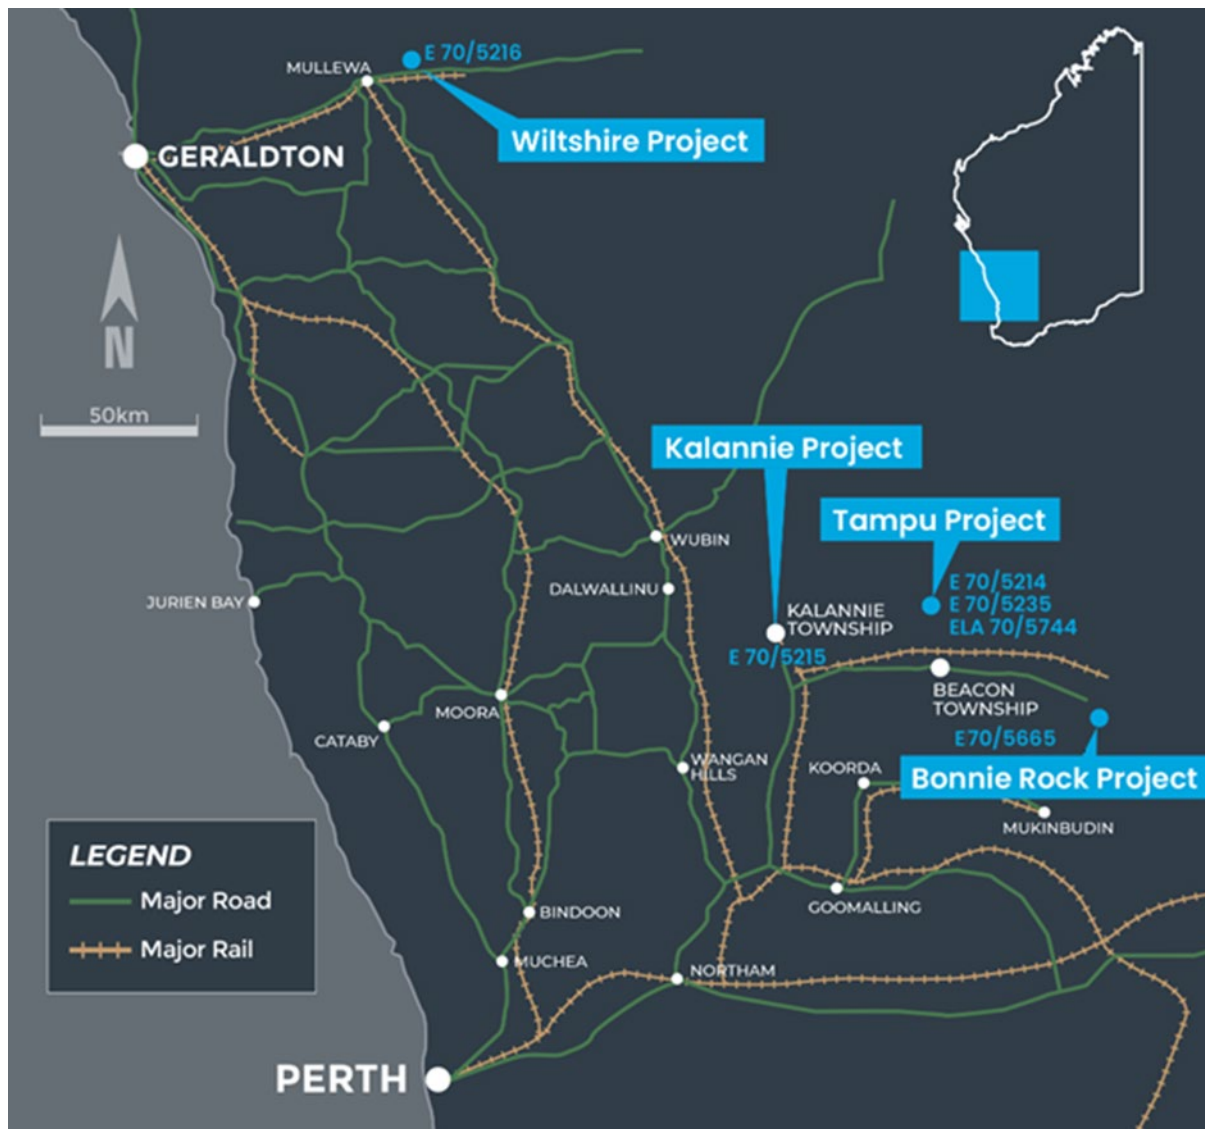 MULLEWA
E 70/5216
Wiltshire Project
GERALDTON
N
50km
Kalannie Project
Tampu Project
WUBIN
E 70/5214
E 70/5235
ELA 70/5744
DALWALLINU
JURIEN BAY
KALANNIE
TOWNSHIP
E 70/5215
BEACON
TOWNSHIP
MOORA
CATABY
E70/5665
WANGAN
HILLS
KOORDA
Bonnie Rock Project
MUKINBUDIN
LEGEND
Major Road
Major Rail
GOOMALLING
BINDOON
MUCHEA
NORTHAM
PERTH